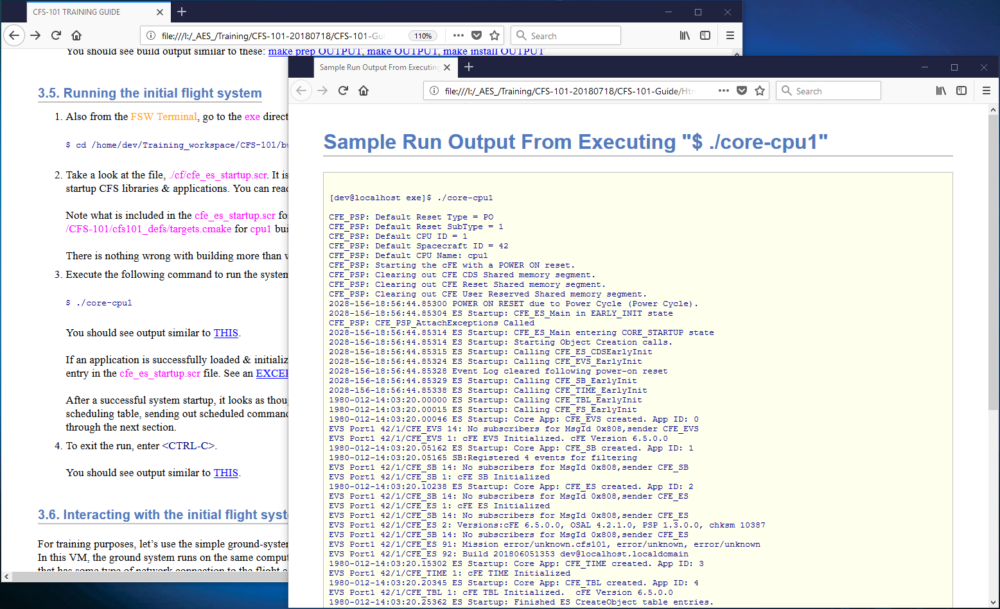 CFS-101 TRAINING GUIDE
file:///I:/_AES_/Training/CFS-101-20180718/CFS-101-Gui
110%
Search
You should see build output similar to these: make prep OUTPUT, make OUTPUT, make install OUTPUT
3.5. Running the initial flight system
1. Also from the FSW Terminal, go to the exe direct
$ cd /home/dev/Training_workspace/CFS-101/bu
2. Take a look at the file, ./cf/cfe_es_startup.scr. It is
startup CFS libraries & applications. You can read
Note what is included in the cfe_es_startup.scr fo
/CFS-101/cfs101_defs/targets.cmake for cpu1 bui
There is nothing wrong with building more than w
3. Execute the following command to run the system
$ ./core-cpu1
You should see output similar to THIS.
If an application is successfully loaded & initializ
entry in the cfe_es_startup.scr file. See an EXCEP
After a successful system startup, it looks as thou
scheduling table, sending out scheduled command
through the next section.
4. To exit the run, enter <CTRL-C>.
You should see output similar to THIS.
3.6. Interacting with the initial flight syst
For training purposes, let's use the simple ground-syster
In this VM, the ground system runs on the same comput
that has some type of network connection to the flight c
Sample Run Output From Executing
file:///I:/_AES_/Training/CFS-101-20180718/CFS-101-Guide/Htm
Search
Sample Run Output From Executing "$ ./core-cpu1"
[dev@localhost exe]$ ./core-cpu1
CFE_PSP: Default Reset Type = PO
CFE_PSP: Default Reset SubType = 1
CFE_PSP: Default CPU ID = 1
CFE_PSP: Default Spacecraft ID = 42
CFE_PSP: Default CPU Name: cpu1
CFE_PSP: Starting the cFE with a POWER ON reset.
CFE_PSP: Clearing out CFE CDS Shared memory segment.
CFE_PSP: Clearing out CFE Reset Shared memory segment.
CFE_PSP: Clearing out CFE User Reserved Shared memory segment.
2028-156-18:56:44.85300 POWER ON RESET due to Power Cycle (Power Cycle).
2028-156-18:56:44.85304 ES Startup: CFE_ES_Main in EARLY_INIT state
CFE_PSP: CFE_PSP_AttachExceptions Called
2028-156-18:56:44.85314 ES Startup: CFE_ES_Main entering CORE_STARTUP state
2028-156-18:56:44.85314 ES Startup: Starting Object Creation calls.
2028-156-18:56:44.85315 ES Startup: Calling CFE_ES_CDSEarlyInit
2028-156-18:56:44.85324 ES Startup: Calling CFE_EVS_EarlyInit
2028-156-18:56:44.85328 Event Log cleared following power-on reset
2028-156-18:56:44.85329 ES Startup: Calling CFE_SB_EarlyInit
2028-156-18:56:44.85338 ES Startup: Calling CFE_TIME_EarlyInit
1980-012-14:03:20.00000 ES Startup: Calling CFE_TBL_EarlyInit
1980-012-14:03:20.00015 ES Startup: Calling CFE_FS_EarlyInit
1980-012-14:03:20.00046 ES Startup: Core App: CFE_EVS created. App ID: 0
EVS Port1 42/1/CFE_EVS 14: No subscribers for MsgId 0x808,sender CFE_EVS
EVS Port1 42/1/CFE_EVS 1: cFE EVS Initialized. cFE Version 6.5.0.0
1980-012-14:03:20.05162 ES Startup: Core App: CFE_SB created. App ID: 1
1980-012-14:03:20.05165 SB:Registered 4 events for filtering
EVS Port1 42/1/CFE_SB 14: No subscribers for MsgId 0x808,sender CFE_SB
EVS Port1 42/1/CFE_SB 1: cFE SB Initialized
1980-012-14:03:20.10238 ES Startup: Core App: CFE_ES created. App ID: 2
EVS Port1 42/1/CFE_SB 14: No subscribers for MsgId 0x808,sender CFE_ES
EVS Port1 42/1/CFE_ES 1: cFE ES Initialized
EVS Port1 42/1/CFE_SB 14: No subscribers for MsgId 0x808,sender CFE_ES
EVS Port1 42/1/CFE_ES 2: Versions:cFE 6.5.0.0, OSAL 4.2.1.0, PSP 1.3.0.0, chksm 10387
EVS Port1 42/1/CFE_SB 14: No subscribers for MsgId 0x808,sender CFE_ES
EVS Port1 42/1/CFE_ES 91: Mission error/unknown.cfs101, error/unknown, error/unknown
EVS Port1 42/1/CFE_ES 92: Build 201806051353 dev@localhost.localdomain
1980-012-14:03:20.15302 ES Startup: Core App: CFE_TIME created. App ID: 3
EVS Port1 42/1/CFE_TIME 1: cFE TIME Initialized
1980-012-14:03:20.20345 ES Startup: Core App: CFE_TBL created. App ID: 4
EVS Port1 42/1/CFE_TBL 1: cFE TBL Initialized.  cFE Version 6.5.0.0
1980-012-14:03:20.25362 ES Startup: Finished ES CreateObject table entries.